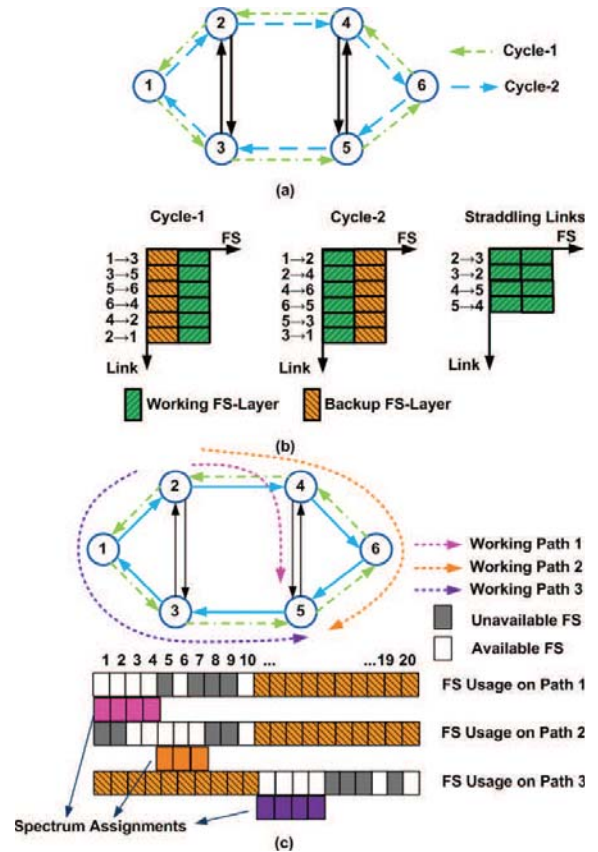 2
4
Cycle-1
1
6
Cycle-2
3
5
(a)
Cycle-1 FS
Cycle-2 FS
Straddling Links
FS
1→3
3→5
5→6
6→4
4→2
2→1
Link
1→2
2→4
4→6
6→5
5→3
3→1
Link
2→3
3→2
4→5
5→4
Link
Working FS-Layer
Backup FS-Layer
(b)
2
4
1
6
3
5
Working Path 1
Working Path 2
Working Path 3
Unavailable FS
Available FS
1 2 3 4 5 6 7 8 9 10 ... ...19 20
FS Usage on Path 1
FS Usage on Path 2
FS Usage on Path 3
Spectrum Assignments
(c)